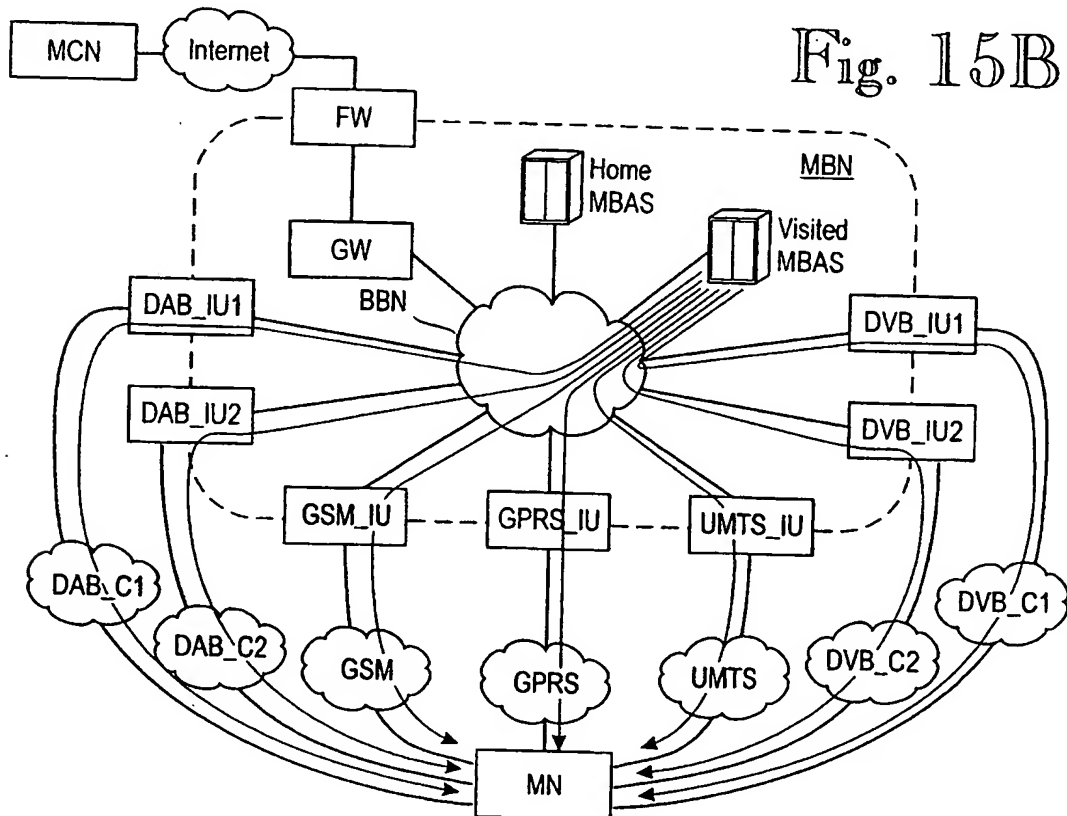 Fig. 15B
MCN
Internet
FW
MBN
Home
MBAS
GW
Visited
MBAS
BBN
DAB_IU1
DVB_IU1
DAB_IU2
DVB_IU2
GSM_IU
GPRS_IU
UMTS_IU
DAB_C1
DVB_C1
DAB_C2
GSM
GPRS
UMTS
DVB_C2
MN